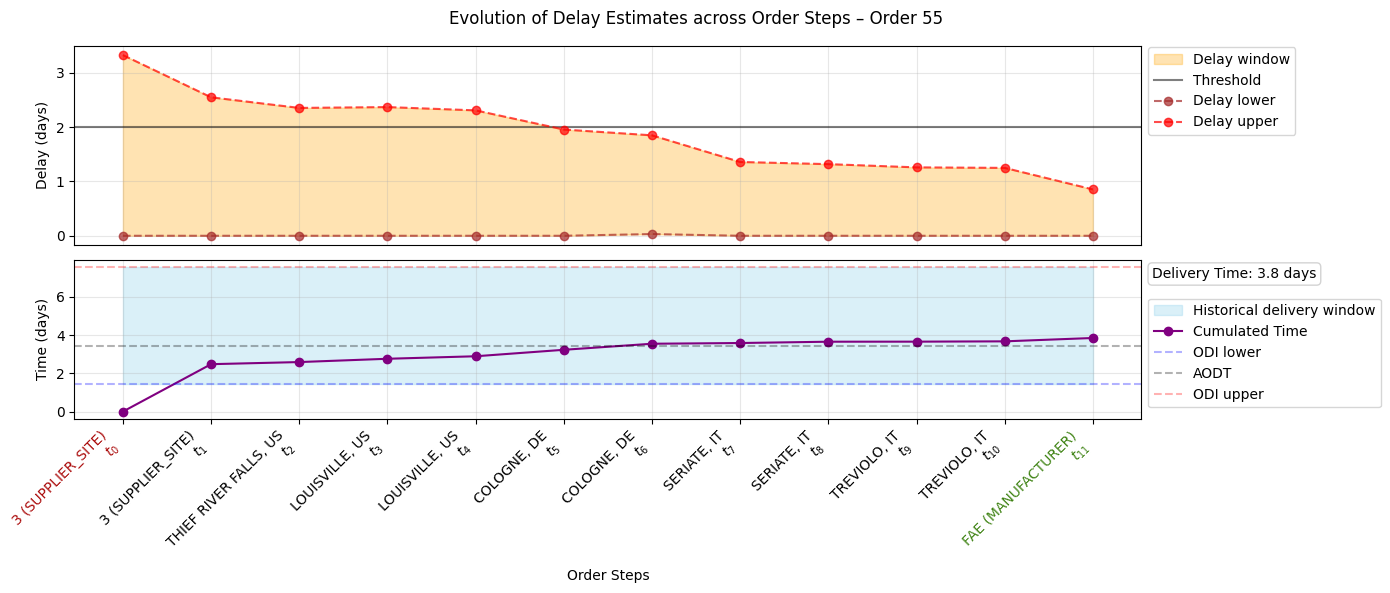 Evolution of Delay Estimates across Order Steps – Order 55
Delay (days)
3
2
1
0
Delay window
Threshold
Delay lower
Delay upper
Time (days)
6
4
2
0
Delivery Time: 3.8 days
Historical delivery window
Cumulated Time
ODI lower
AODT
ODI upper
3 (SUPPLIER_SITE)
t0
3 (SUPPLIER_SITE)
t1
THIEF RIVER FALLS, US
t2
LOUISVILLE, US
t3
LOUISVILLE, US
t4
COLOGNE, DE
t5
COLOGNE, DE
t6
SERIATE, IT
t7
SERIATE, IT
t8
TREVIOLO, IT
t9
TREVIOLO, IT
t10
FAE (MANUFACTURER)
t11
Order Steps